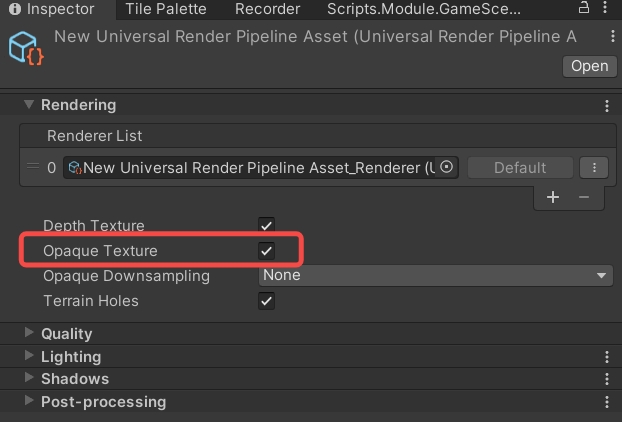 Inspector Tile Palette Recorder Scripts.Module.GameSce...
New Universal Render Pipeline Asset (Universal Render Pipeline A
Open
Rendering
Renderer List
0 New Universal Render Pipeline Asset_Renderer (U Default
Depth Texture
Opaque Texture
Opaque Downsampling None
Terrain Holes
Quality
Lighting
Shadows
Post-processing